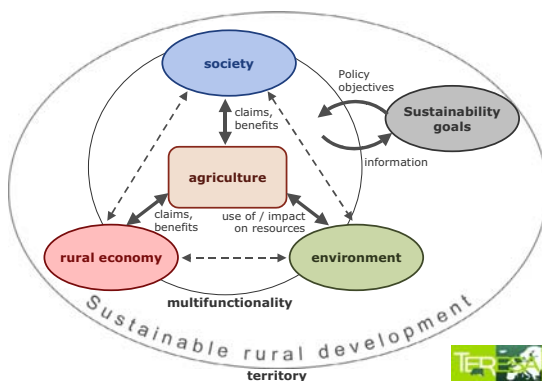 society
Policy
objectives
Sustainability
goals
claims,
benefits
information
agriculture
claims,
benefits
use of / impact
on resources
rural economy
environment
multifunctionality
Sustainable rural development
territory
TERESA